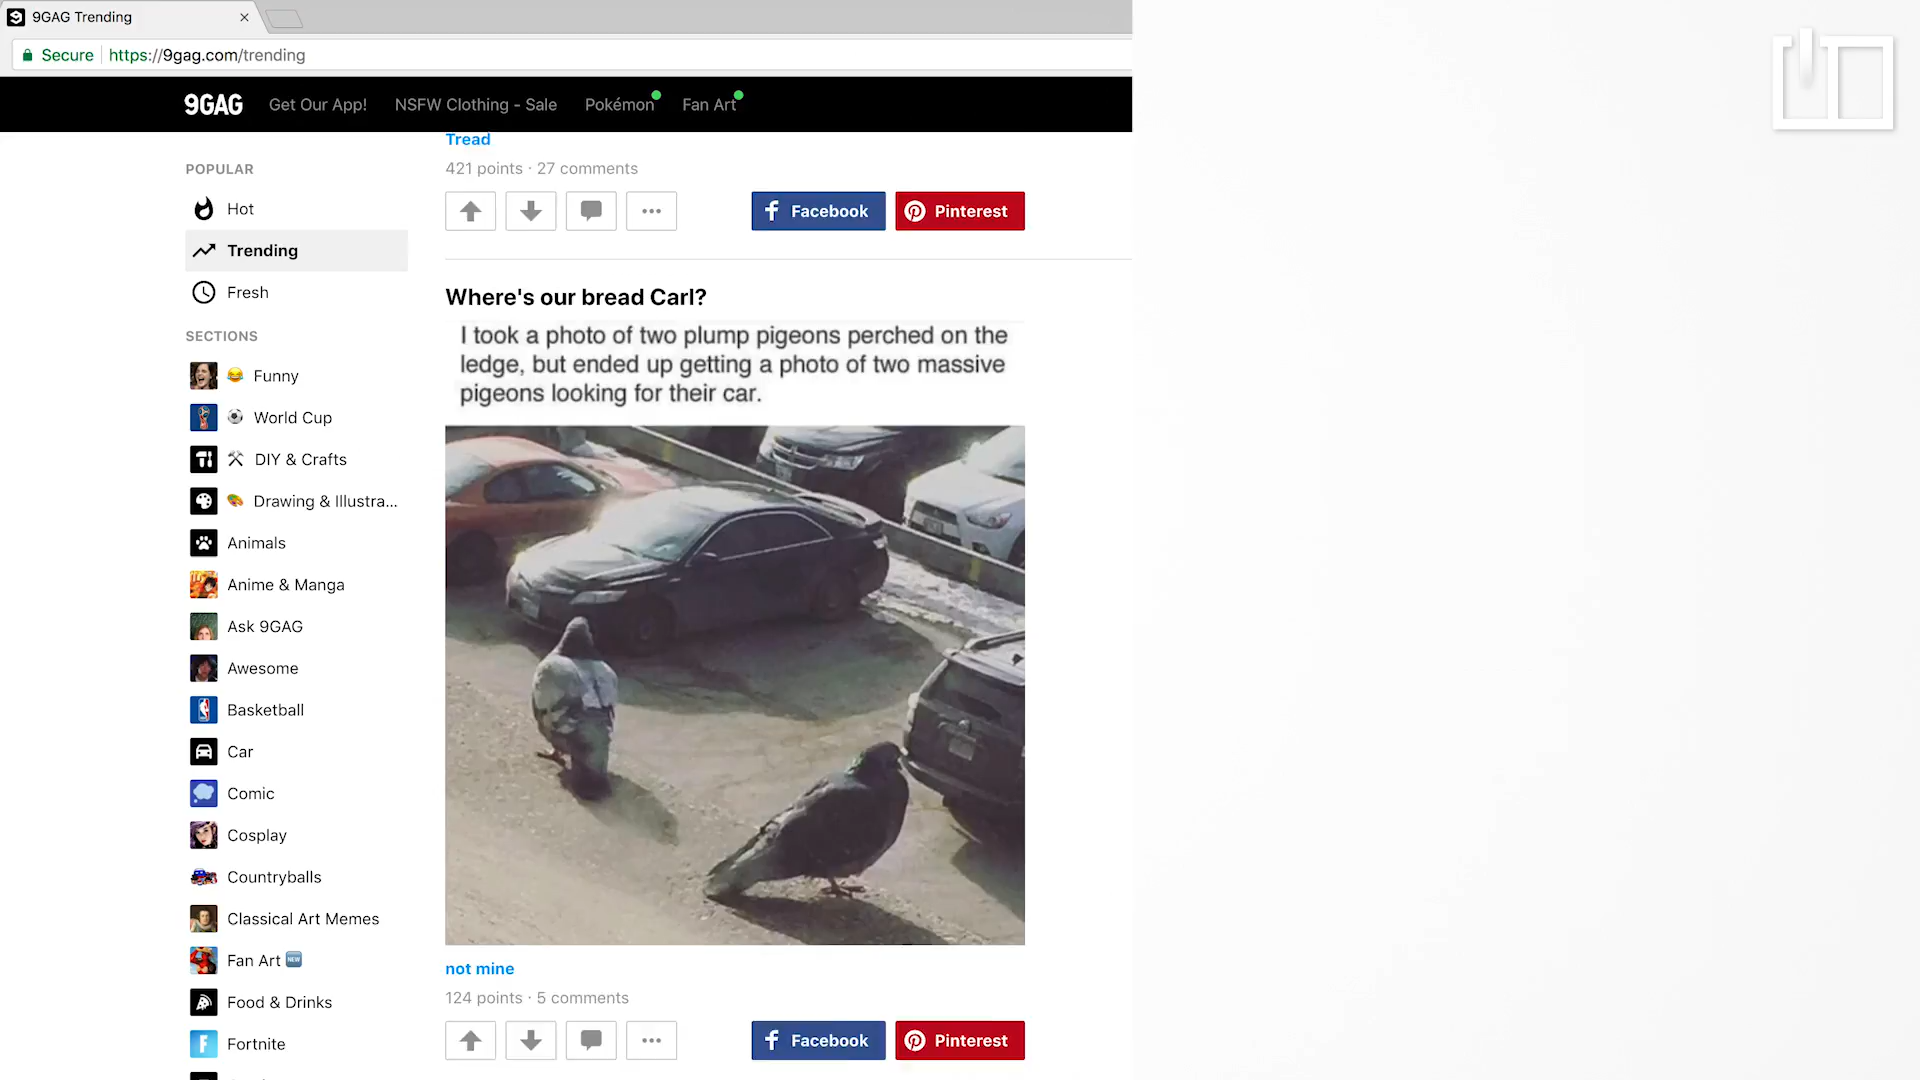 9GAG Trending
Secure
https://9gag.com/trending
9GAG
Get Our App!
NSFW Clothing - Sale
Pokémon
Fan Art
Tread
421 points · 27 comments
Facebook
Pinterest
POPULAR
Hot
Trending
Fresh
SECTIONS
😂 Funny
⚽ World Cup
⚒ DIY & Crafts
🎨 Drawing & Illustra...
Animals
Anime & Manga
Ask 9GAG
Awesome
Basketball
Car
Comic
Cosplay
Countryballs
Classical Art Memes
Fan Art 🆕
Food & Drinks
Fortnite
Where's our bread Carl?
I took a photo of two plump pigeons perched on the
ledge, but ended up getting a photo of two massive
pigeons looking for their car.
not mine
124 points · 5 comments
Facebook
Pinterest